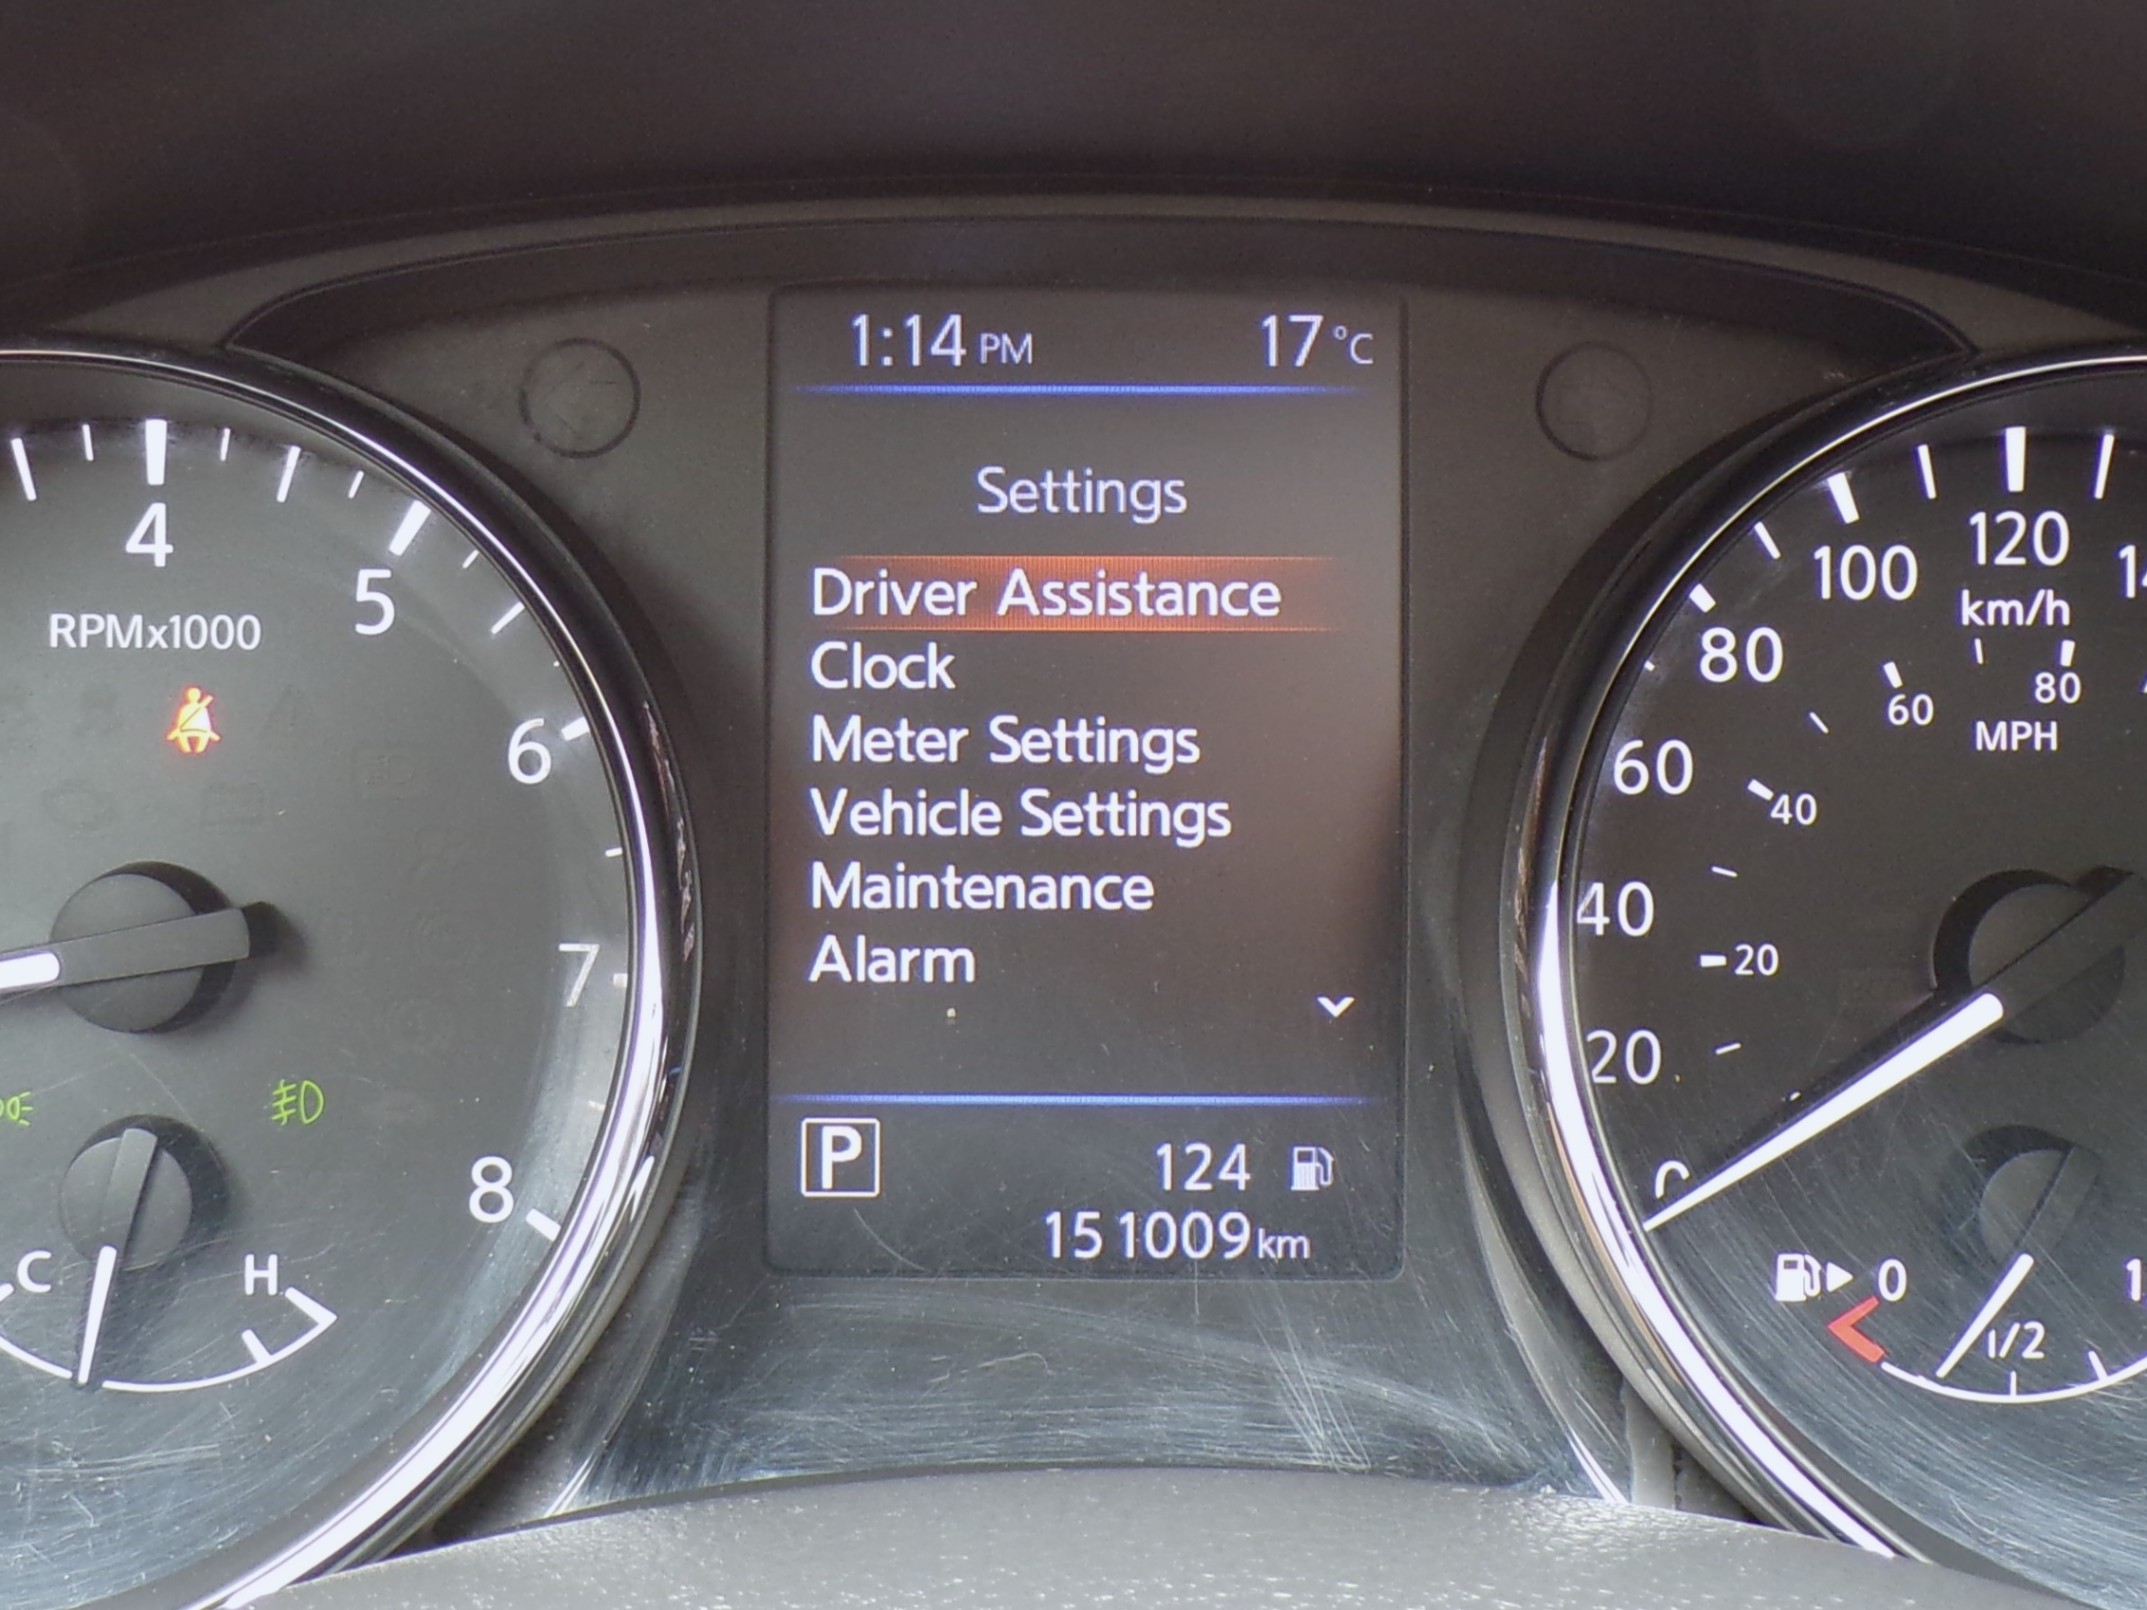 1:14 PM 17 °C
Settings
Driver Assistance
Clock
Meter Settings
Vehicle Settings
Maintenance
Alarm
P
124
151009 km
4
5
6
7
8
RPMx1000
C H
120
100
80
60
40
20
km/h
80
60
40
20
MPH
0
1/2